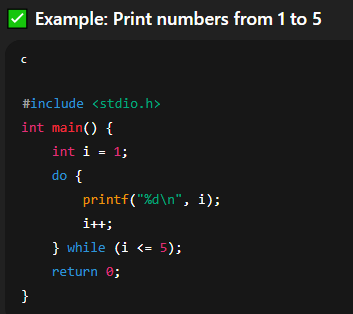 ✅ Example: Print numbers from 1 to 5
c
#include <stdio.h>
int main() {
    int i = 1;
    do {
        printf("%d\n", i);
        i++;
    } while (i <= 5);
    return 0;
}